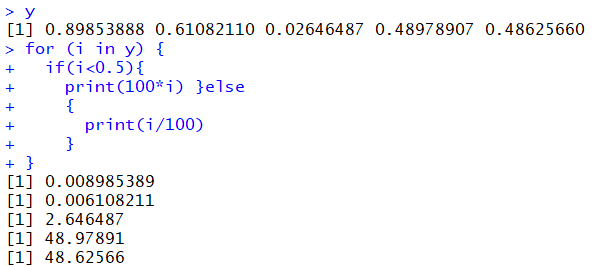 > y
[1] 0.89853888 0.61082110 0.02646487 0.48978907 0.48625660
> for (i in y) {
+   if(i<0.5){
+     print(100*i) }else
+     {
+       print(i/100)
+     }
+ }
[1] 0.008985389
[1] 0.006108211
[1] 2.646487
[1] 48.97891
[1] 48.62566